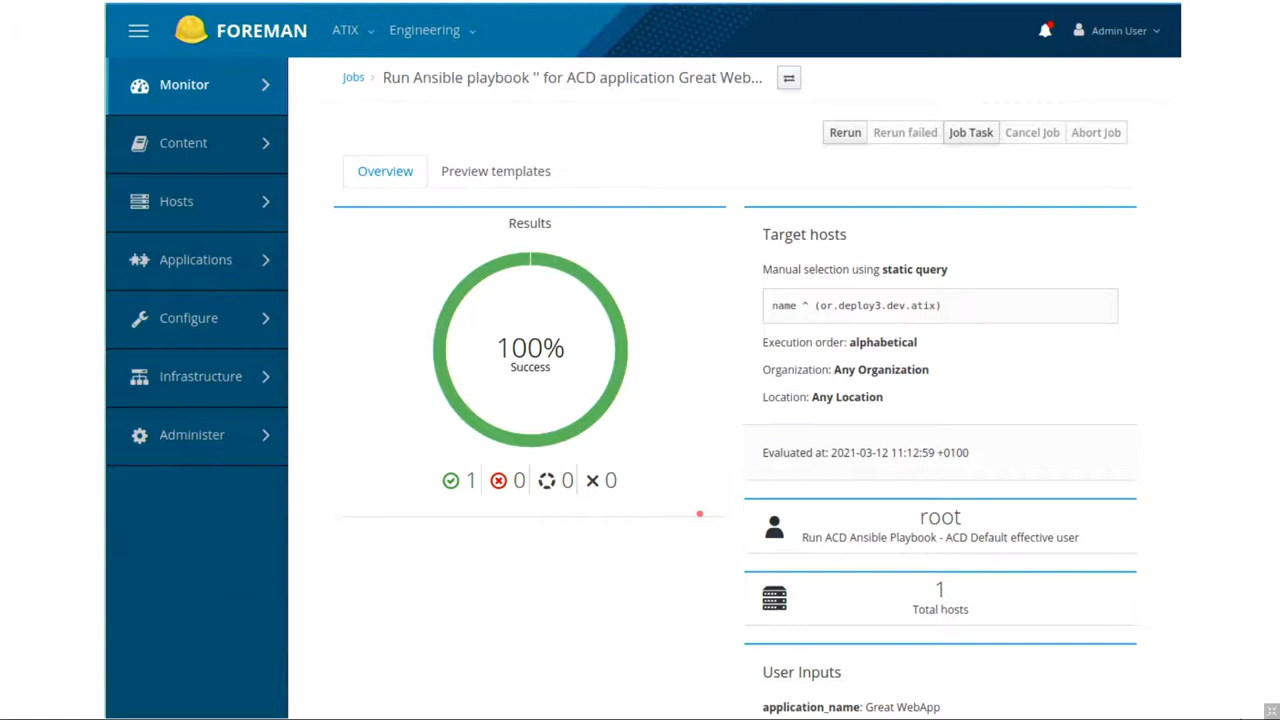 FOREMAN
ATIX
Engineering
Admin User
Monitor
Content
Hosts
Applications
Configure
Infrastructure
Administer
Jobs
Run Ansible playbook '' for ACD application Great Web...
Rerun
Rerun failed
Job Task
Cancel Job
Abort Job
Overview
Preview templates
Results
100%
Success
1
0
0
0
Target hosts
Manual selection using static query
name ^ (or.deploy3.dev.atix)
Execution order: alphabetical
Organization: Any Organization
Location: Any Location
Evaluated at: 2021-03-12 11:12:59 +0100
root
Run ACD Ansible Playbook - ACD Default effective user
1
Total hosts
User Inputs
application_name: Great WebApp